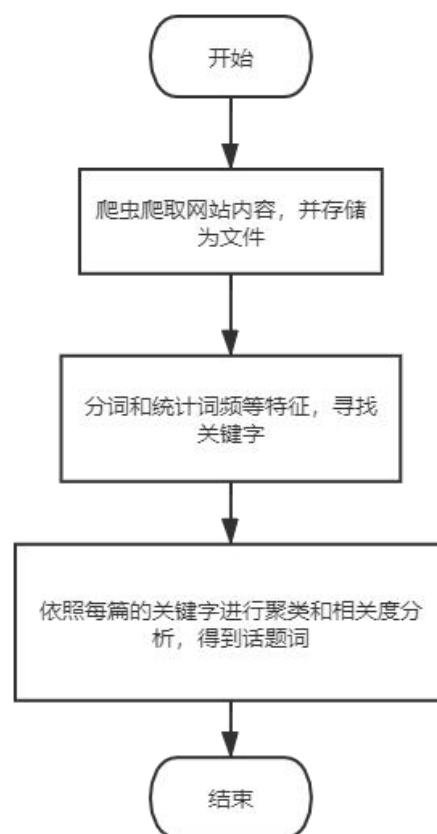 开始
爬虫爬取网站内容，并存储
为文件
分词和统计词频等特征，寻找
关键字
依照每篇的关键字进行聚类和相关度分
析，得到话题词
结束